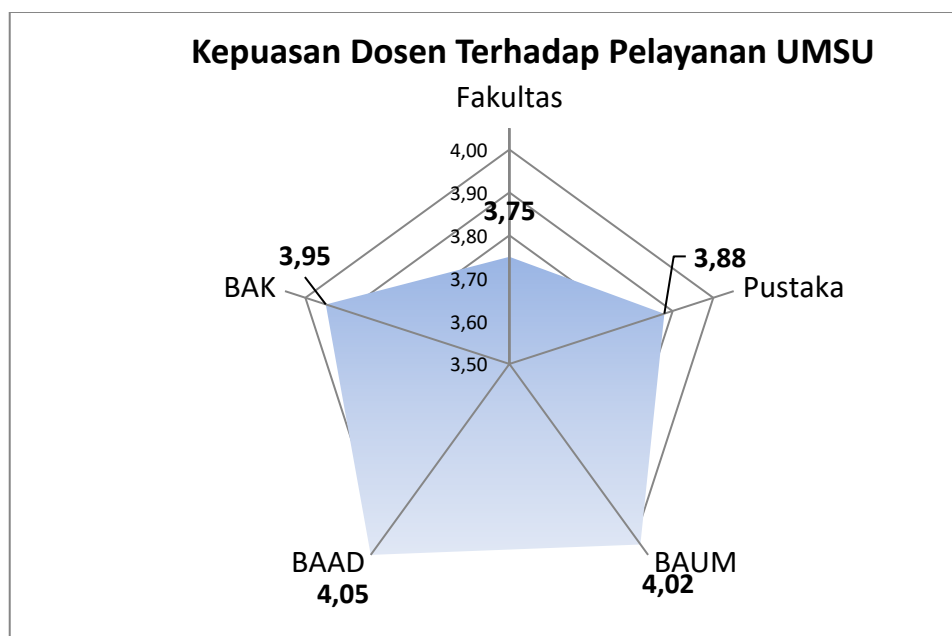 Kepuasan Dosen Terhadap Pelayanan UMSU
Fakultas
4,00
3,90
3,75
3,80
3,95
3,88
3,70
BAK
Pustaka
3,60
3,50
BAAD
BAUM
4,05
4,02